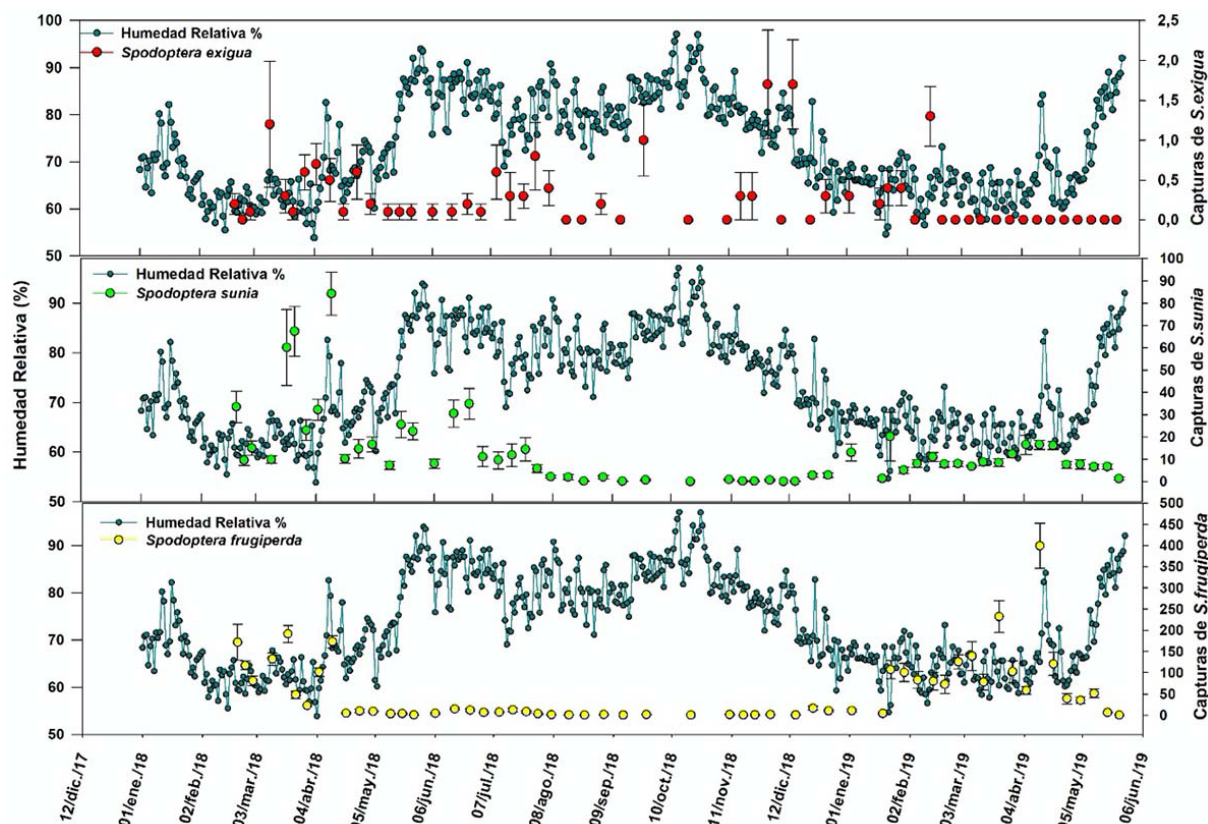 100
90
80
70
60
50
Humedad Relativa %
Spodoptera exigua
2,5
2,0
1,5
1,0
0,5
0,0
Capturas de S.exigua
Humedad Relativa (%)
90
80
70
60
50
Humedad Relativa %
Spodoptera sunia
100
90
80
70
60
50
40
30
20
10
0
Capturas de S.sunia
90
80
70
60
50
Humedad Relativa %
Spodoptera frugiperda
500
450
400
350
300
250
200
150
100
50
0
Capturas de S.frugiperda
12/dic./17
01/ene./18
02/feb./18
03/mar./18
04/abr./18
05/may./18
06/jun./18
07/jul./18
08/ago./18
09/sep./18
10/oct./18
11/nov./18
12/dic./18
01/ene./19
02/feb./19
03/mar./19
04/abr./19
05/may./19
06/jun./19